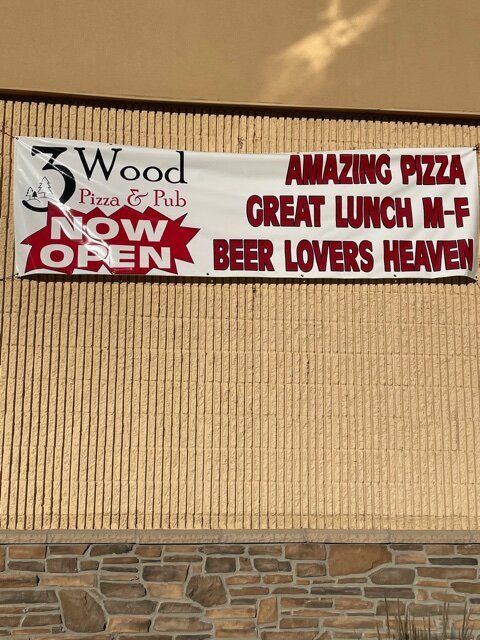 3 Wood
Pizza & Pub
NOW
OPEN
AMAZING PIZZA
GREAT LUNCH M-F
BEER LOVERS HEAVEN